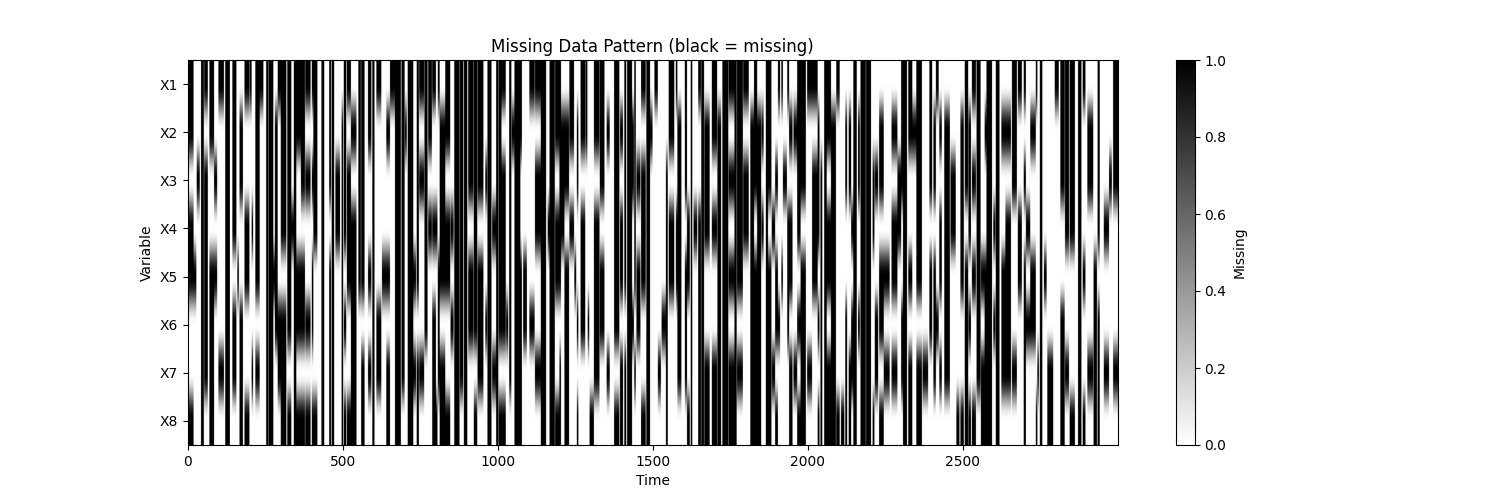 Missing Data Pattern (black = missing)
X1
X2
X3
X4
X5
X6
X7
X8
Variable
0 500 1000 1500 2000 2500
Time
1.0
0.8
0.6
0.4
0.2
0.0
Missing